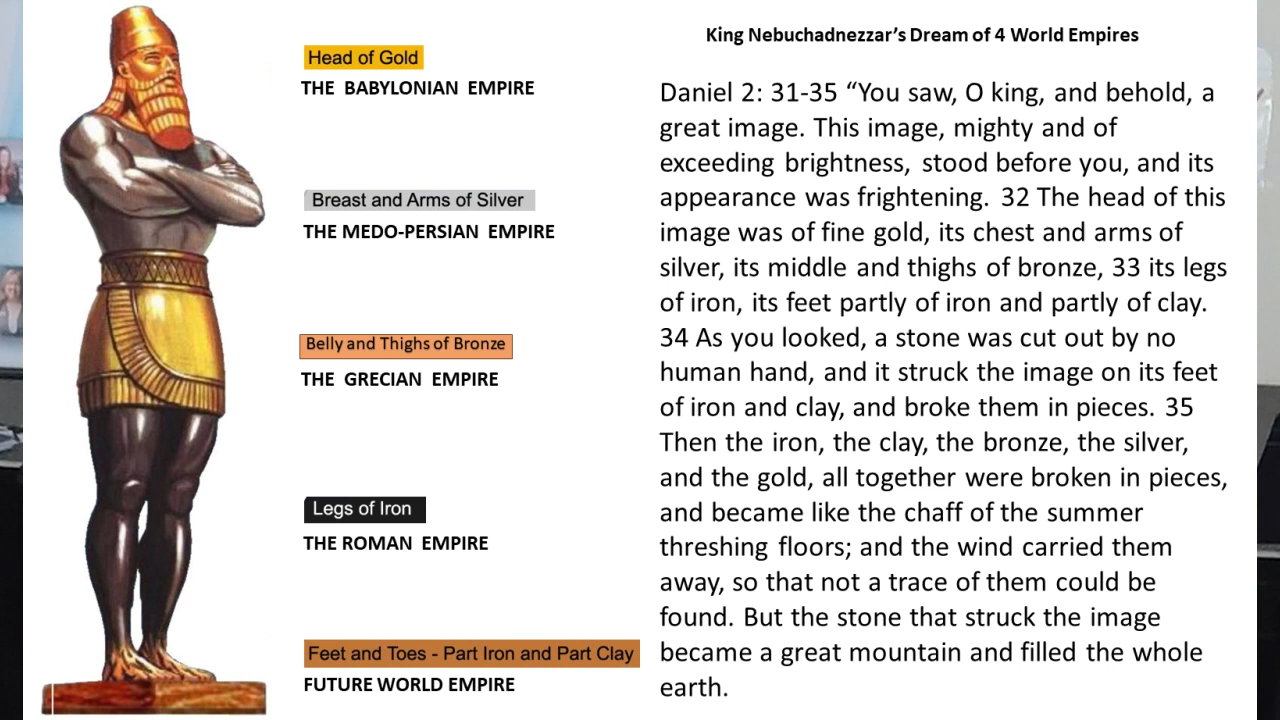 Head of Gold
THE BABYLONIAN EMPIRE
Breast and Arms of Silver
THE MEDO-PERSIAN EMPIRE
Belly and Thighs of Bronze
THE GRECIAN EMPIRE
Legs of Iron
THE ROMAN EMPIRE
Feet and Toes - Part Iron and Part Clay
FUTURE WORLD EMPIRE
King Nebuchadnezzar’s Dream of 4 World Empires
Daniel 2: 31-35 “You saw, O king, and behold, a
great image. This image, mighty and of
exceeding brightness, stood before you, and its
appearance was frightening. 32 The head of this
image was of fine gold, its chest and arms of
silver, its middle and thighs of bronze, 33 its legs
of iron, its feet partly of iron and partly of clay.
34 As you looked, a stone was cut out by no
human hand, and it struck the image on its feet
of iron and clay, and broke them in pieces. 35
Then the iron, the clay, the bronze, the silver,
and the gold, all together were broken in pieces,
and became like the chaff of the summer
threshing floors; and the wind carried them
away, so that not a trace of them could be
found. But the stone that struck the image
became a great mountain and filled the whole
earth.